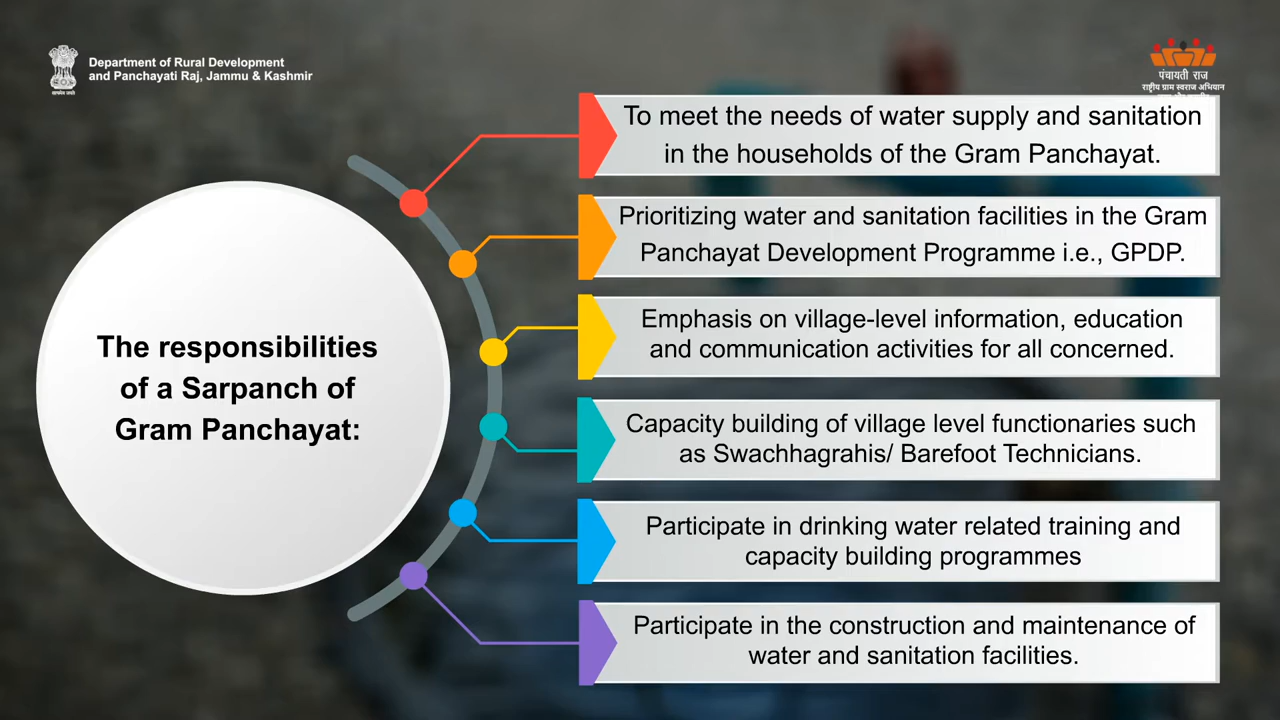 Department of Rural Development
and Panchayati Raj, Jammu & Kashmir
सत्यमेव जयते
पंचायती राज
राष्ट्रीय ग्राम स्वराज अभियान
The responsibilities
of a Sarpanch of
Gram Panchayat:
To meet the needs of water supply and sanitation
in the households of the Gram Panchayat.
Prioritizing water and sanitation facilities in the Gram
Panchayat Development Programme i.e., GPDP.
Emphasis on village-level information, education
and communication activities for all concerned.
Capacity building of village level functionaries such
as Swachhagrahis/ Barefoot Technicians.
Participate in drinking water related training and
capacity building programmes
Participate in the construction and maintenance of
water and sanitation facilities.